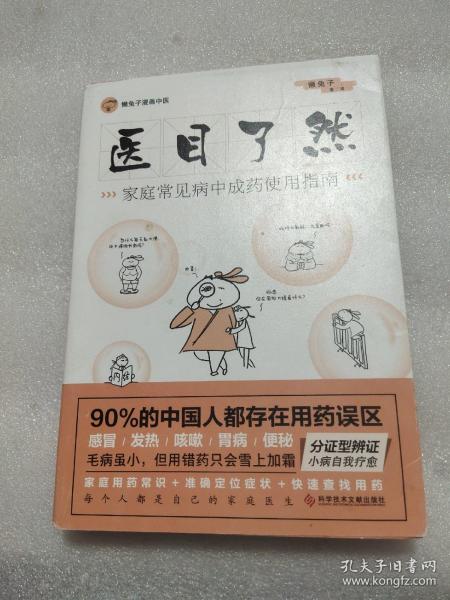 懒兔子漫画中医
懒兔子
医目了然
>>> 家庭常见病中成药使用指南 <<<
90%的中国人都存在用药误区
感冒 / 发热 / 咳嗽 / 胃病 / 便秘
毛病虽小，但用错药只会雪上加霜
分证型辨证
小病自我疗愈
家庭用药常识 + 准确定位症状 + 快速查找用药
每个人都是自己的家庭医生
科学技术文献出版社
孔夫子旧书网
www.kongfz.com